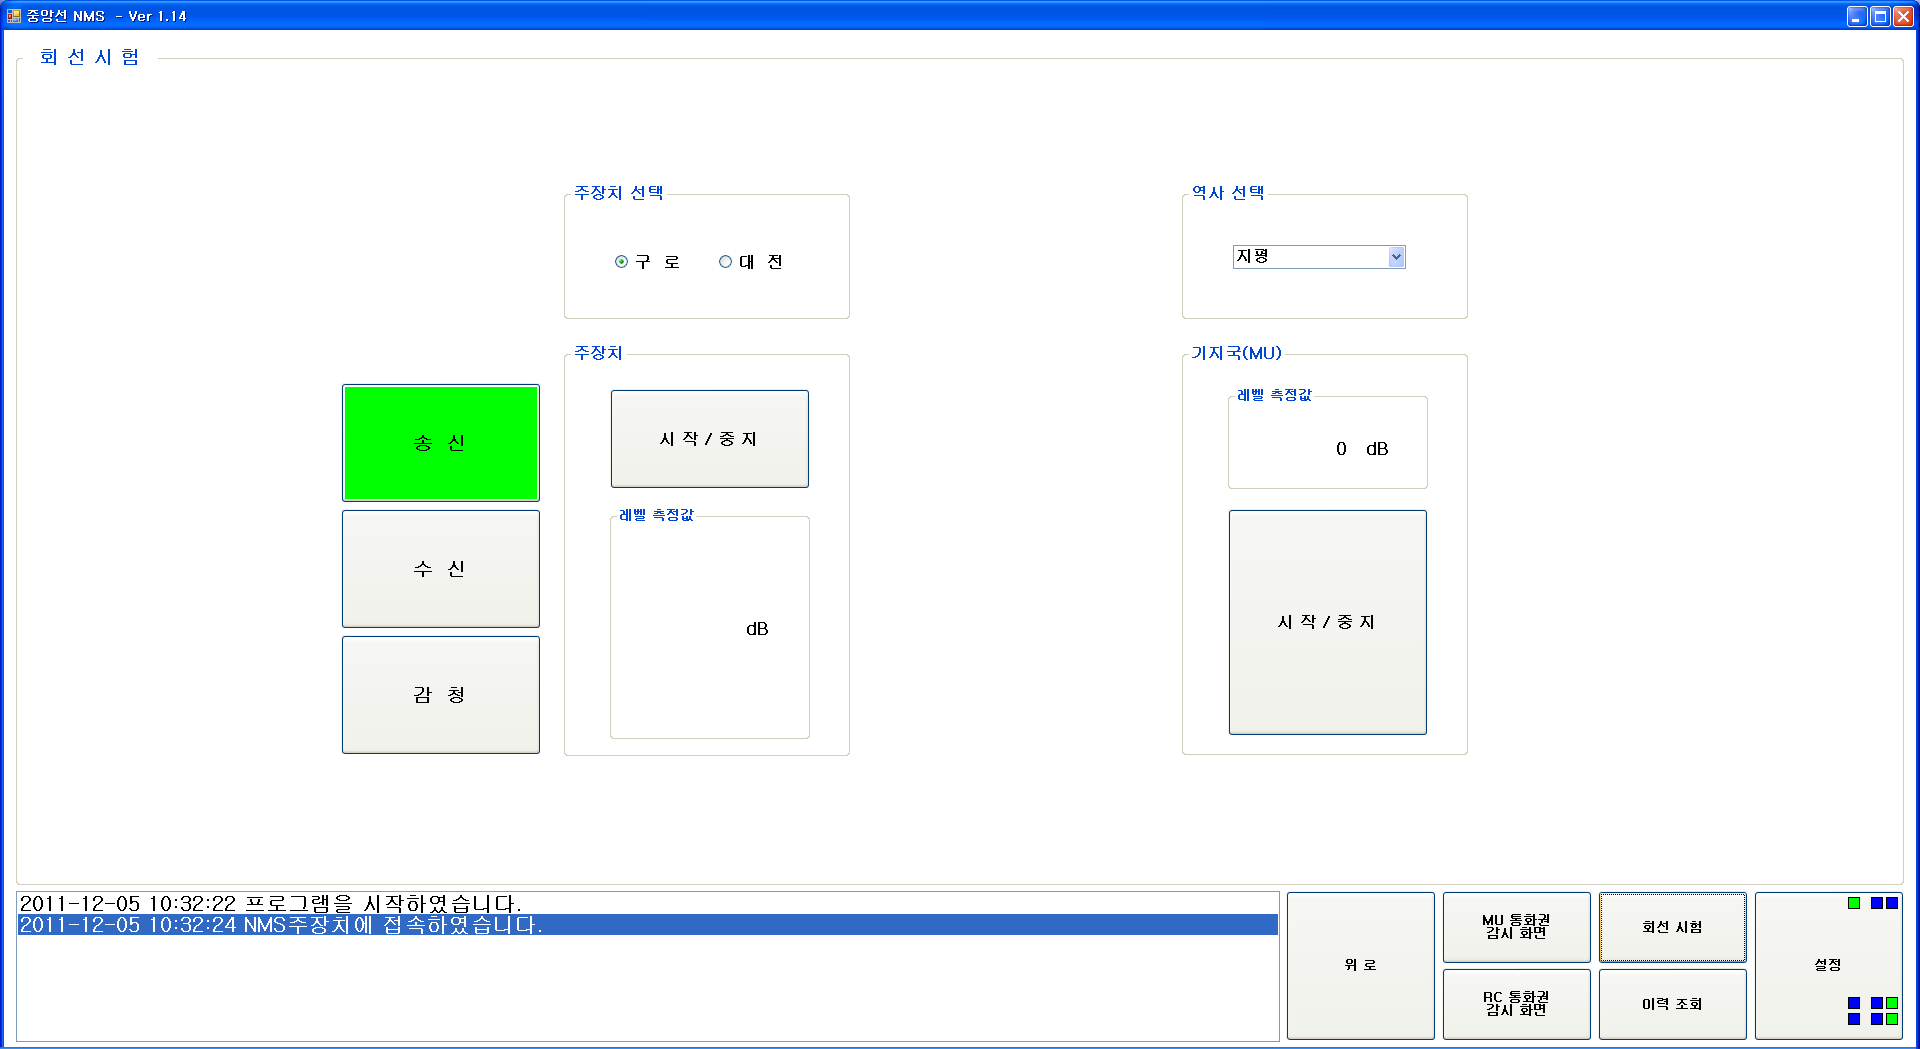 중앙선 NMS - Ver 1.14
회 선 시 험
주장치 선택
구 로
대 전
역사 선택
지평
주장치
시 작 / 중 지
레벨 측정값
dB
기지국(MU)
레벨 측정값
0 dB
시 작 / 중 지
송 신
수 신
감 청
2011-12-05 10:32:22 프로그램을 시작하였습니다.
2011-12-05 10:32:24 NMS주장치에 접속하였습니다.
위 로
MU 통화권
감시 화면
회선 시험
설정
RC 통화권
감시 화면
이력 조회